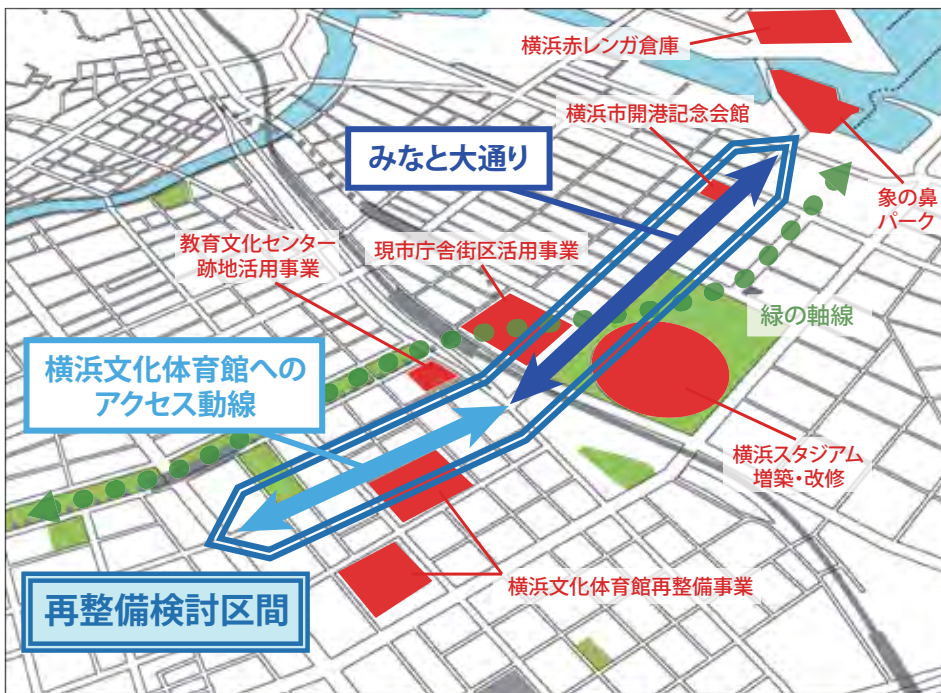 横浜赤レンガ倉庫
横浜市開港記念会館
みなと大通り
象の鼻
パーク
教育文化センター
跡地活用事業
現市庁舎街区活用事業
緑の軸線
横浜文化体育館への
アクセス動線
横浜スタジアム
増築・改修
横浜文化体育館再整備事業
再整備検討区間